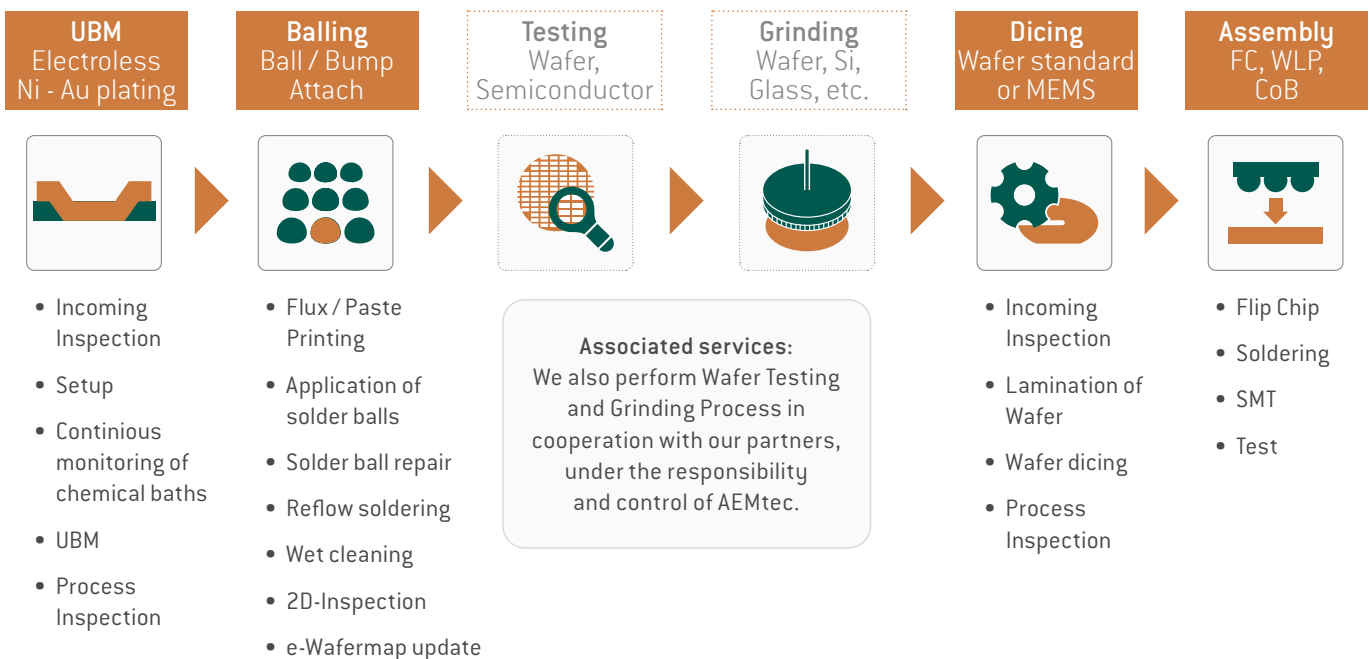 UBM
Electroless
Ni - Au plating
Balling
Ball / Bump
Attach
Testing
Wafer,
Semiconductor
Grinding
Wafer, Si,
Glass, etc.
Dicing
Wafer standard
or MEMS
Assembly
FC, WLP,
CoB
• Incoming
Inspection
• Setup
• Continious
monitoring of
chemical baths
• UBM
• Process
Inspection
• Flux / Paste
Printing
• Application of
solder balls
• Solder ball repair
• Reflow soldering
• Wet cleaning
• 2D-Inspection
• e-Wafermap update
Associated services:
We also perform Wafer Testing
and Grinding Process in
cooperation with our partners,
under the responsibility
and control of AEMtec.
• Incoming
Inspection
• Lamination of
Wafer
• Wafer dicing
• Process
Inspection
• Flip Chip
• Soldering
• SMT
• Test